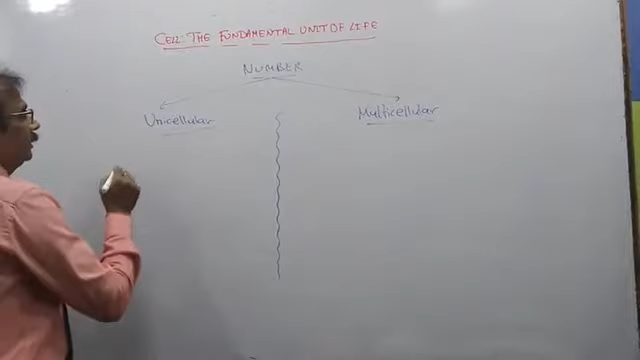 CELL: THE FUNDAMENTAL UNIT OF LIFE
NUMBER
Unicellular
Multicellular